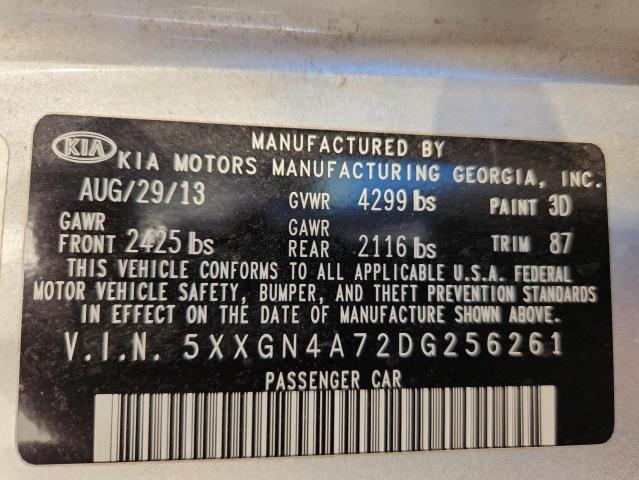 MANUFACTURED BY
KIA KIA MOTORS MANUFACTURING GEORGIA, INC.
AUG/29/13 GVWR 4299 lbs PAINT 3D
GAWR FRONT 2425 lbs GAWR REAR 2116 lbs TRIM 87
THIS VEHICLE CONFORMS TO ALL APPLICABLE U.S.A. FEDERAL
MOTOR VEHICLE SAFETY, BUMPER, AND THEFT PREVENTION STANDARDS
IN EFFECT ON THE DATE OF MANUFACTURE SHOWN ABOVE.
V.I.N. 5XXGN4A72DG256261
PASSENGER CAR